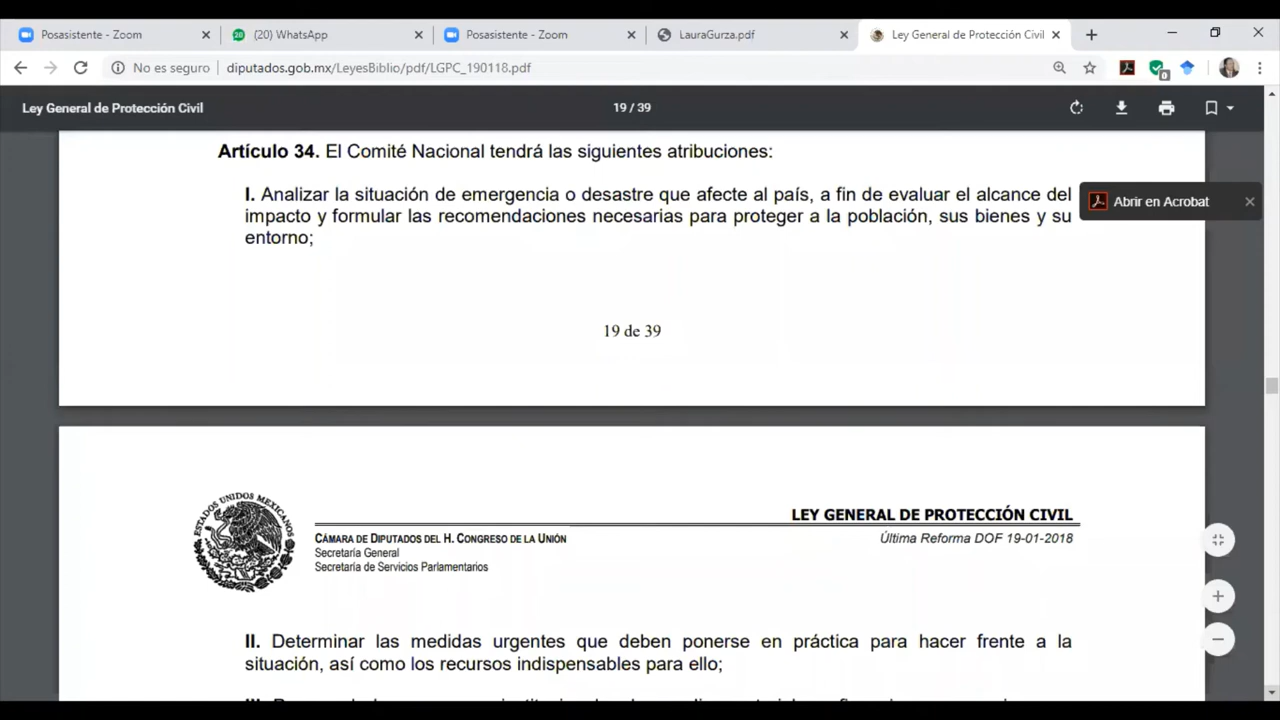 Posasistente - Zoom
(20) WhatsApp
Posasistente - Zoom
LauraGurza.pdf
Ley General de Protección Civil
No es seguro
diputados.gob.mx/LeyesBiblio/pdf/LGPC_190118.pdf
0
Ley General de Protección Civil
19 / 39
Artículo 34. El Comité Nacional tendrá las siguientes atribuciones:
I. Analizar la situación de emergencia o desastre que afecte al país, a fin de evaluar el alcance del
impacto y formular las recomendaciones necesarias para proteger a la población, sus bienes y su
entorno;
Abrir en Acrobat
19 de 39
ESTADOS UNIDOS MEXICANOS
LEY GENERAL DE PROTECCIÓN CIVIL
CÁMARA DE DIPUTADOS DEL H. CONGRESO DE LA UNIÓN
Última Reforma DOF 19-01-2018
Secretaría General
Secretaría de Servicios Parlamentarios
II. Determinar las medidas urgentes que deben ponerse en práctica para hacer frente a la
situación, así como los recursos indispensables para ello;